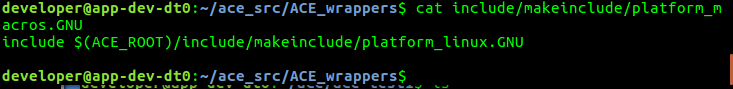 developer@app-dev-dt0:~/ace_src/ACE_wrappers$ cat include/makeinclude/platform_m
acros.GNU
include $(ACE_ROOT)/include/makeinclude/platform_linux.GNU
developer@app-dev-dt0:~/ace_src/ACE_wrappers$